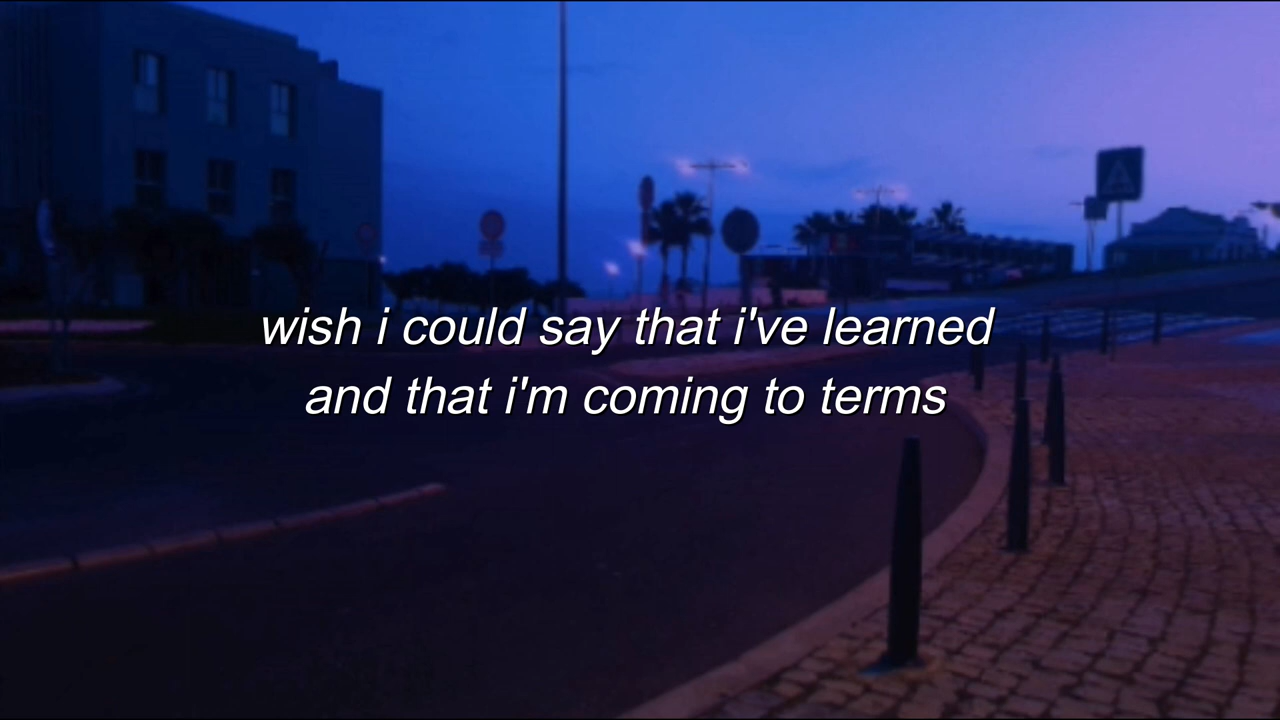 wish i could say that i've learned
and that i'm coming to terms